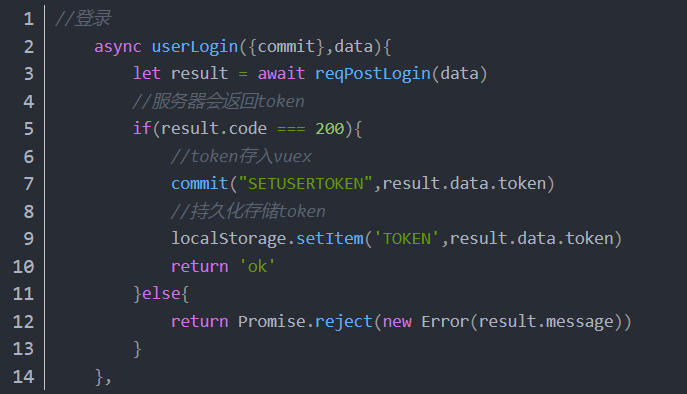 1 //登录
2     async userLogin({commit},data){
3         let result = await reqPostLogin(data)
4         //服务器会返回token
5         if(result.code === 200){
6             //token存入vuex
7             commit("SETUSERTOKEN",result.data.token)
8             //持久化存储token
9             localStorage.setItem('TOKEN',result.data.token)
10             return 'ok'
11         }else{
12             return Promise.reject(new Error(result.message))
13         }
14     },